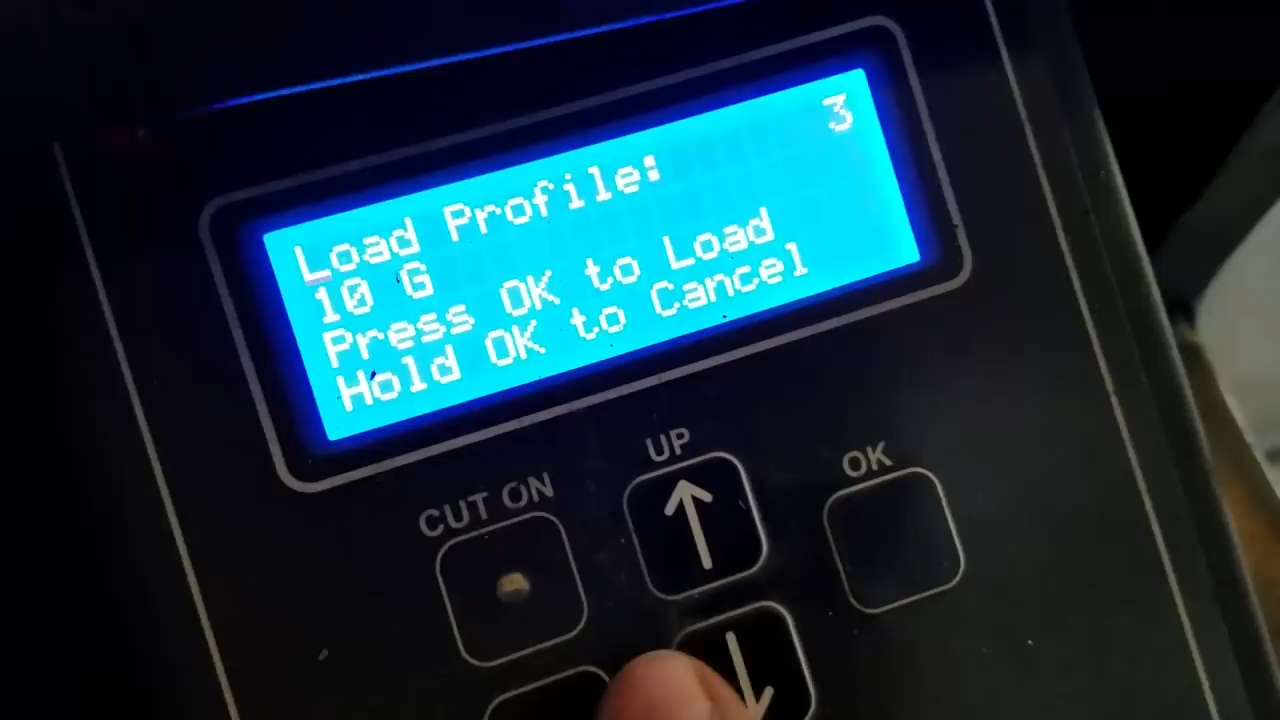 3
Load Profile:
10 G
Press OK to Load
Hold OK to Cancel
CUT ON
UP
OK